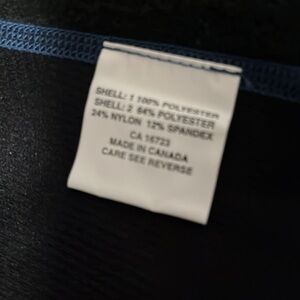 SHELL: 1 100% POLYESTER
SHELL: 2 64% POLYESTER
24% NYLON 12% SPANDEX
CA 16723
MADE IN CANADA
CARE SEE REVERSE